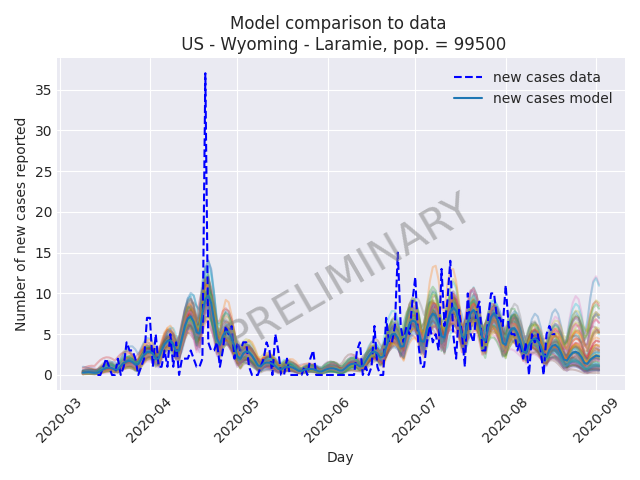 Model comparison to data
US - Wyoming - Laramie, pop. = 99500
new cases data
new cases model
35
30
25
20
15
10
5
0
Number of new cases reported
PRELIMINARY
2020-03
2020-04
2020-05
2020-06
2020-07
2020-08
2020-09
Day